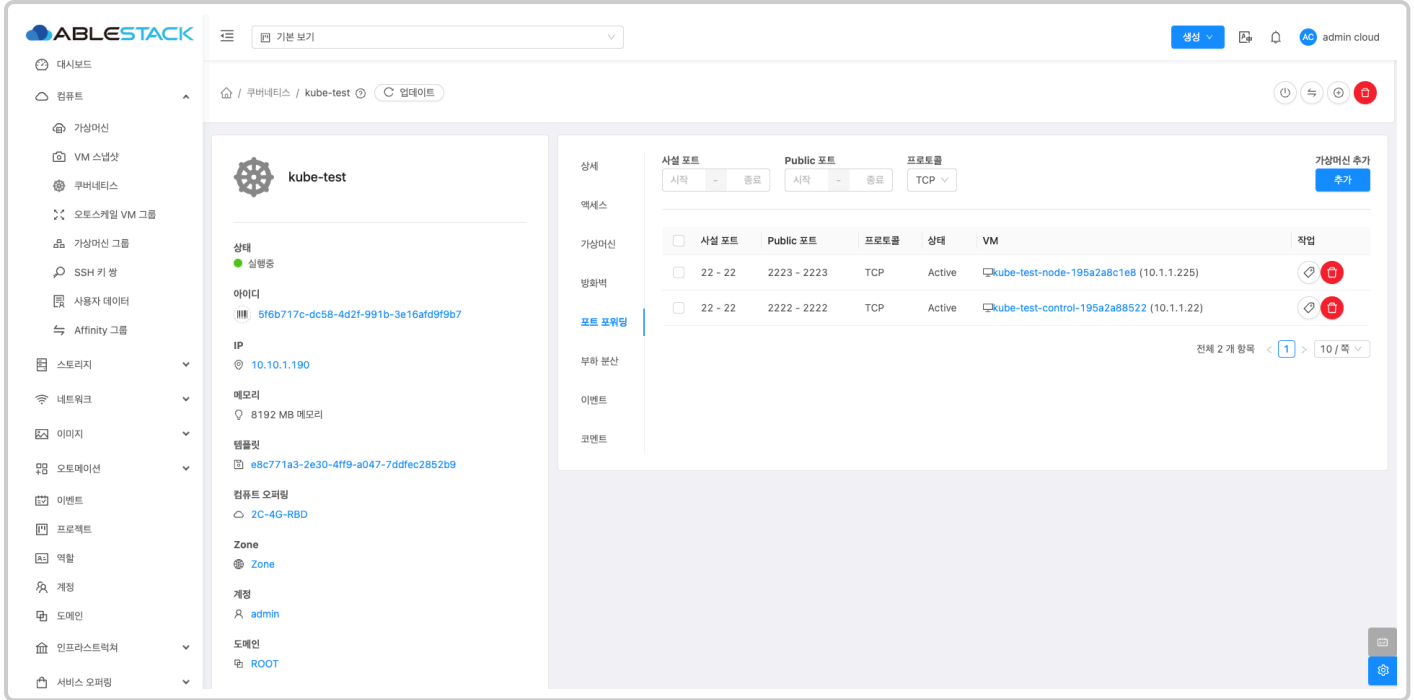 ABLESTACK
기본 보기
생성
AC admin cloud
대시보드
컴퓨트
가상머신
VM 스냅샷
쿠버네티스
오토스케일 VM 그룹
가상머신 그룹
SSH 키 쌍
사용자 데이터
Affinity 그룹
스토리지
네트워크
이미지
오토메이션
이벤트
프로젝트
역할
계정
도메인
인프라스트럭쳐
서비스 오퍼링
/ 쿠버네티스 / kube-test 업데이트
kube-test
상태
실행중
아이디
5f6b717c-dc58-4d2f-991b-3e16afd9f9b7
IP
10.10.1.190
메모리
8192 MB 메모리
템플릿
e8c771a3-2e30-4ff9-a047-7ddfec2852b9
컴퓨트 오퍼링
2C-4G-RBD
Zone
Zone
계정
admin
도메인
ROOT
상세
액세스
가상머신
방화벽
포트 포워딩
부하 분산
이벤트
코멘트
사설 포트 Public 포트 프로토콜 가상머신 추가
시작 - 종료 시작 - 종료 TCP 추가
사설 포트 Public 포트 프로토콜 상태 VM 작업
22 - 22 2223 - 2223 TCP Active kube-test-node-195a2a8c1e8 (10.1.1.225)
22 - 22 2222 - 2222 TCP Active kube-test-control-195a2a88522 (10.1.1.22)
전체 2 개 항목 < 1 > 10 / 쪽